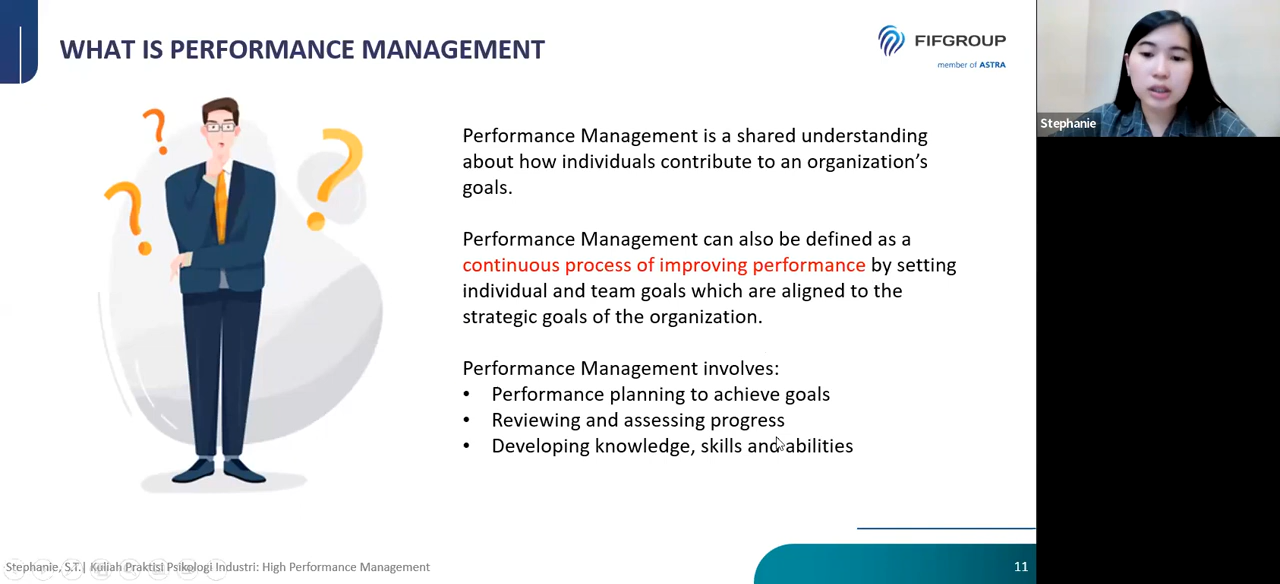 WHAT IS PERFORMANCE MANAGEMENT
FIFGROUP
member of ASTRA
Stephanie
Performance Management is a shared understanding
about how individuals contribute to an organization's
goals.
Performance Management can also be defined as a
continuous process of improving performance by setting
individual and team goals which are aligned to the
strategic goals of the organization.
Performance Management involves:
• Performance planning to achieve goals
• Reviewing and assessing progress
• Developing knowledge, skills and abilities
Stephanie, S.T.| Kuliah Praktisi Psikologi Industri: High Performance Management
11